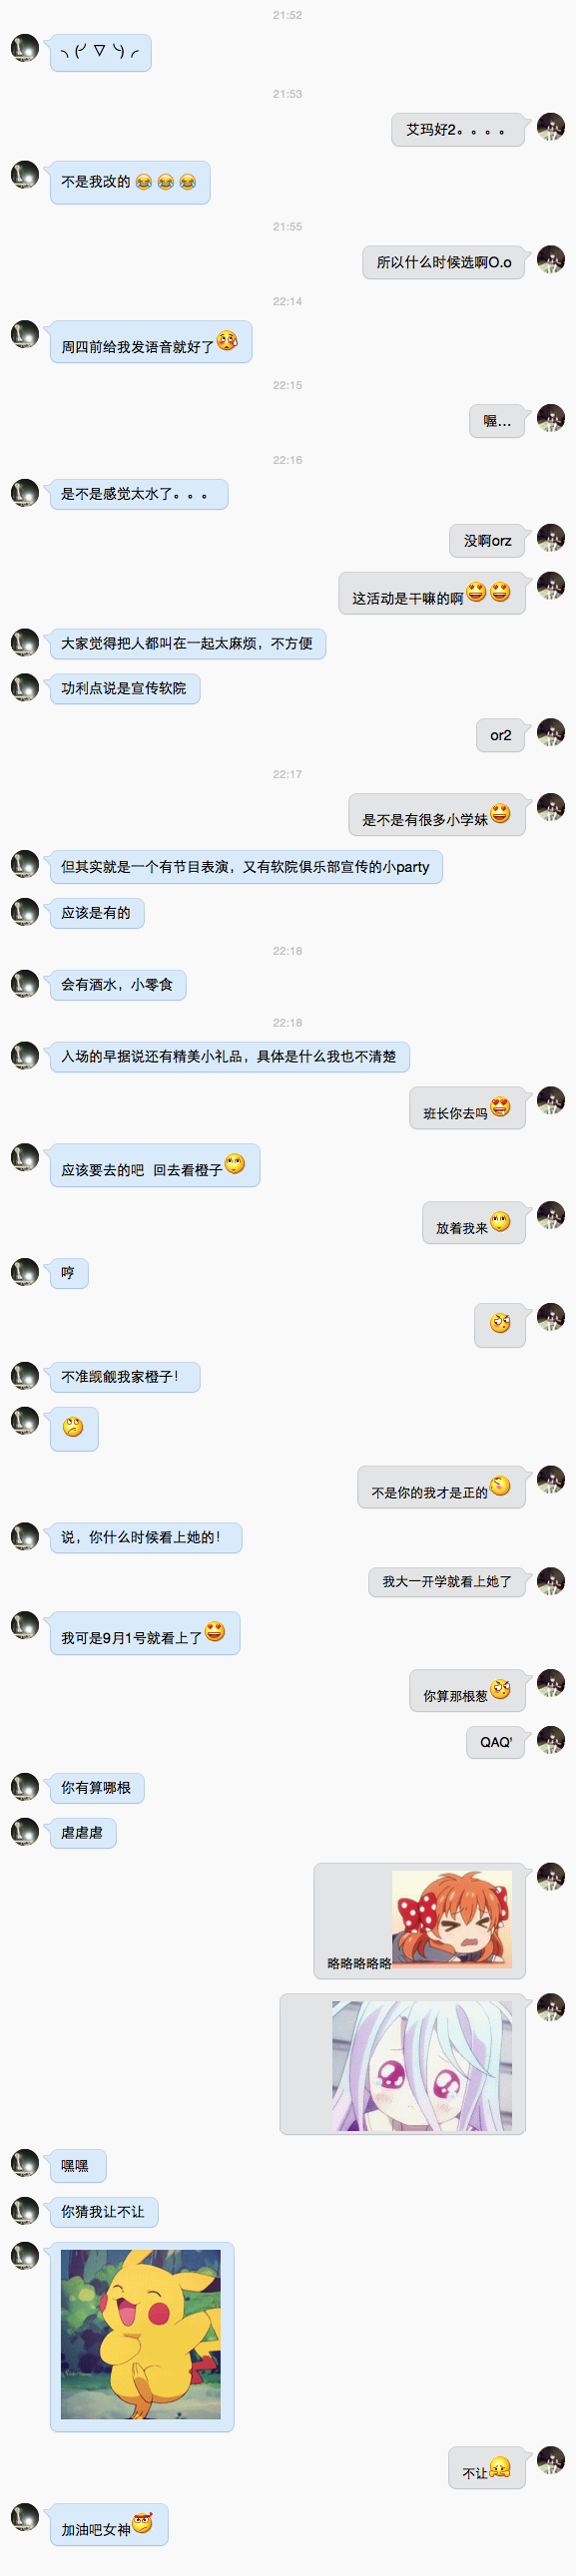 21:52
╮(╯▽╰)╭
21:53
艾玛好2。。。。
不是我改的
21:55
所以什么时候选啊O.o
22:14
周四前给我发语音就好了
22:15
喔...
22:16
是不是感觉太水了。。。
没啊orz
这活动是干嘛的啊
大家觉得把人都叫在一起太麻烦，不方便
功利点说是宣传软院
or2
22:17
是不是有很多小学妹
但其实就是一个有节目表演，又有软院俱乐部宣传的小party
应该是有的
22:18
会有酒水，小零食
22:18
入场的早据说还有精美小礼品，具体是什么我也不清楚
班长你去吗
应该要去的吧 回去看橙子
放着我来
哼
不准觊觎我家橙子！
不是你的我才是正的
说，你什么时候看上她的！
我大一开学就看上她了
我可是9月1号就看上了
你算那根葱
QAQ'
你有算哪根
虐虐虐
略略略略略
嘿嘿
你猜我让不让
不让
加油吧女神